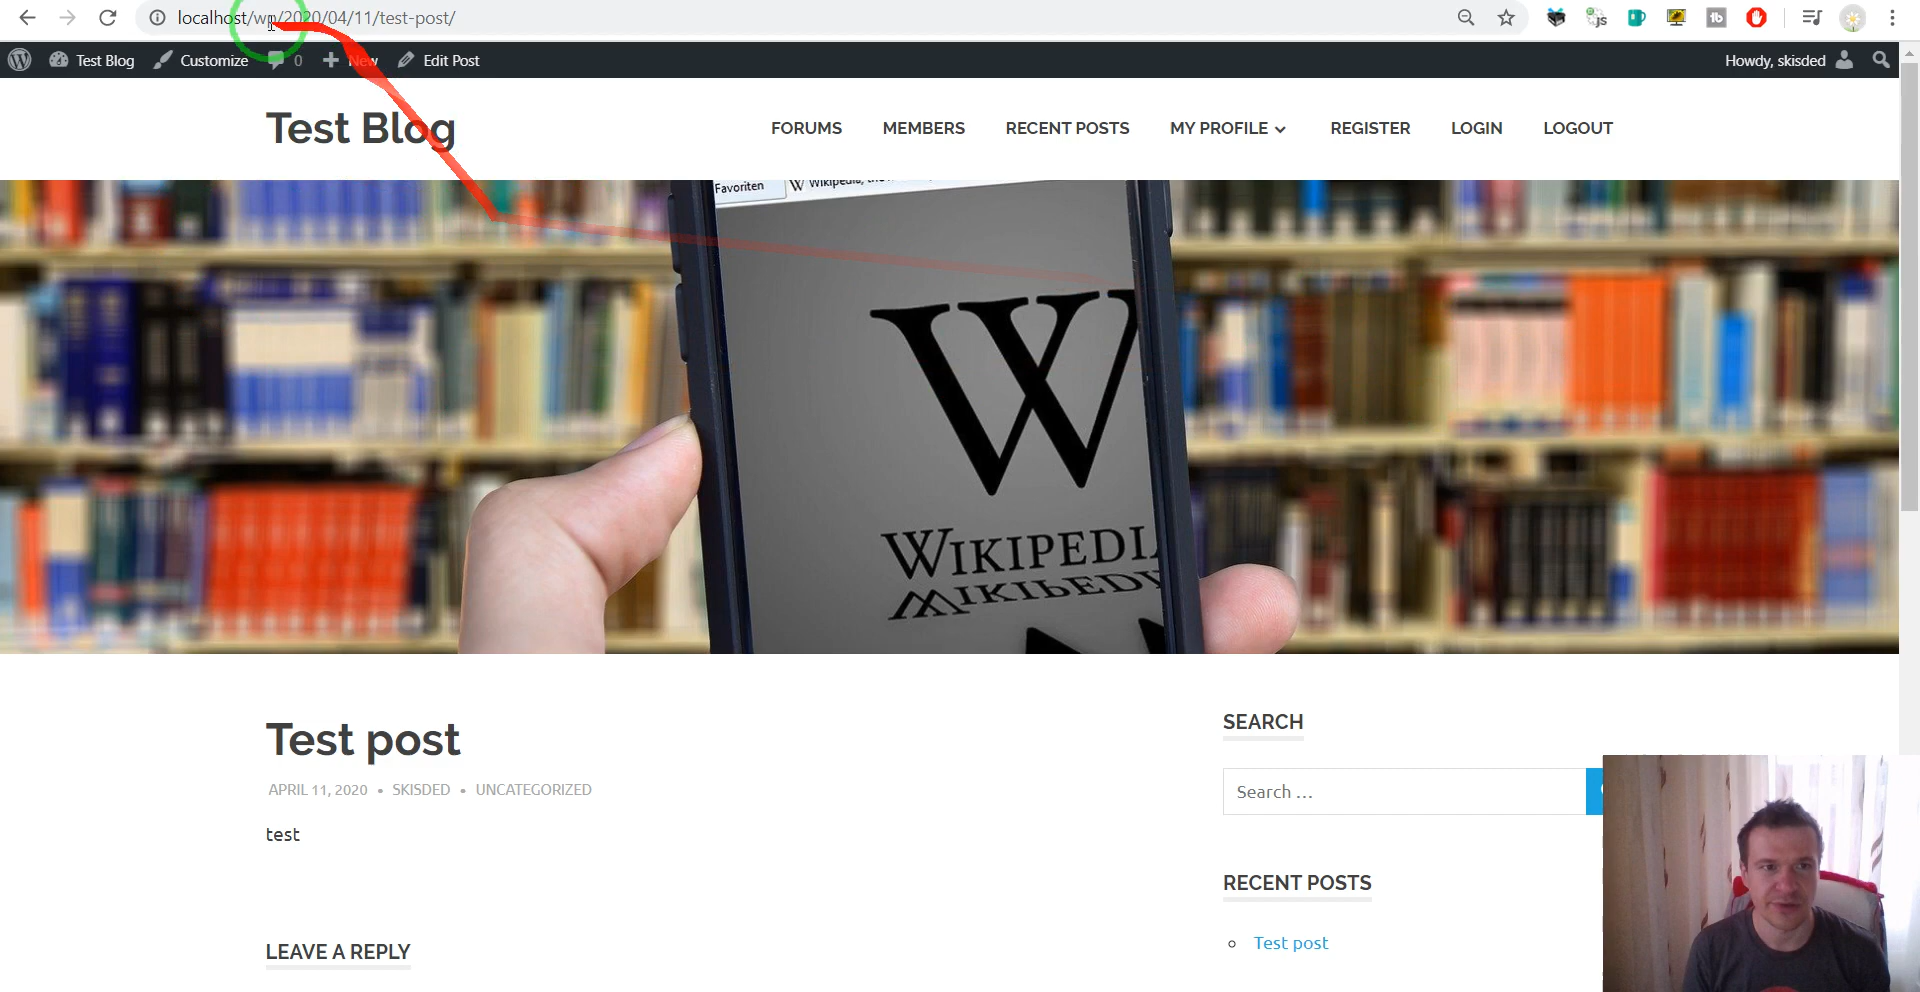 localhost/wp/2020/04/11/test-post/
Test Blog Customize 0 New Edit Post Howdy, skisded
Test Blog
FORUMS MEMBERS RECENT POSTS MY PROFILE REGISTER LOGIN LOGOUT
Favoriten
W
WIKIPEDIA
Test post
APRIL 11, 2020 • SKISDED • UNCATEGORIZED
test
LEAVE A REPLY
SEARCH
Search …
RECENT POSTS
Test post